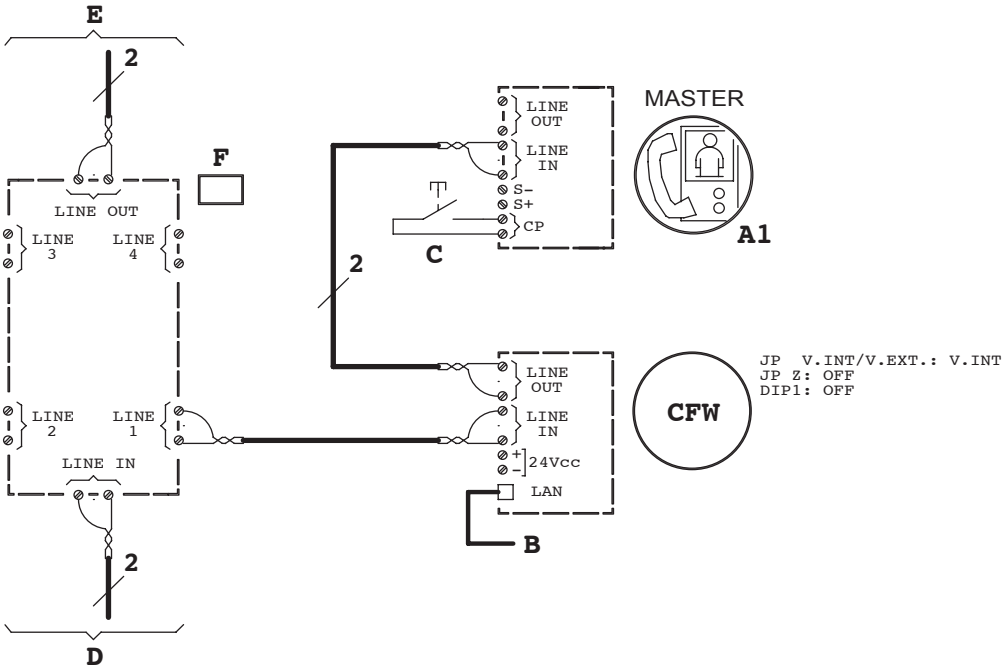 E
2
F
LINE OUT
LINE
3
LINE
4
LINE
2
LINE
1
LINE IN
2
D
LINE
OUT
LINE
IN
S-
S+
CP
C
MASTER
A1
2
LINE
OUT
LINE
IN
+
-
24Vcc
LAN
B
CFW
JP V.INT/V.EXT.: V.INT
JP Z: OFF
DIP1: OFF